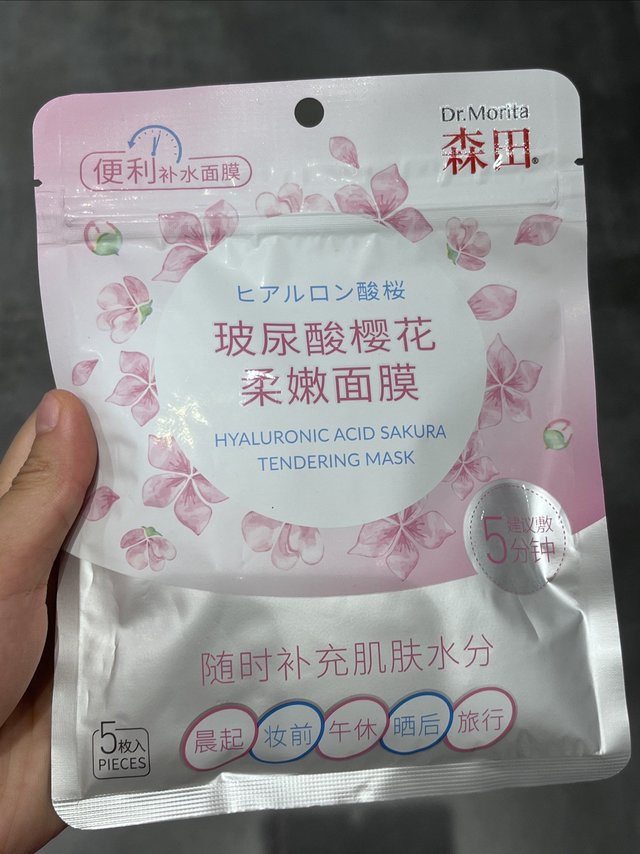 Dr.Morita
森田®
便利补水面膜
ヒアルロン酸桜
玻尿酸樱花
柔嫩面膜
HYALURONIC ACID SAKURA
TENDERING MASK
建议敷
5分钟
随时补充肌肤水分
晨起 妆前 午休 晒后 旅行
5枚入
PIECES